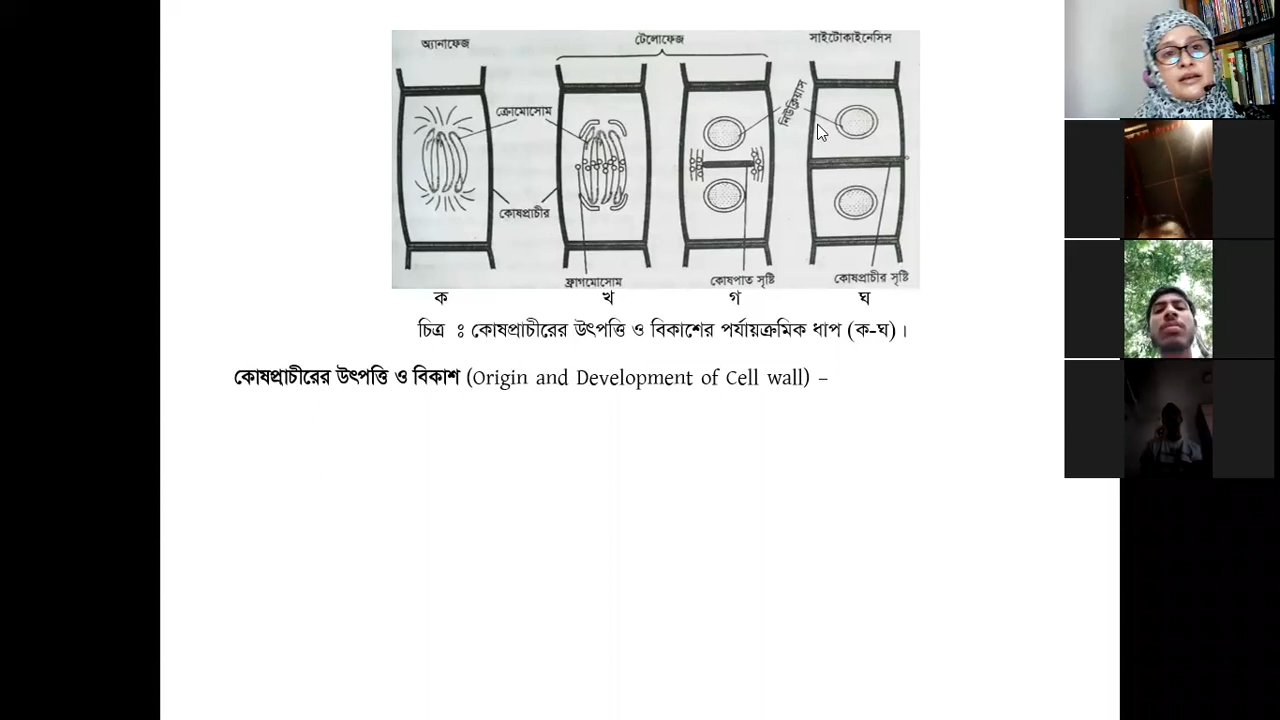 অ্যানাফেজ
টেলোফেজ
সাইটোকাইনেসিস
ক্রোমোসোম
নিউক্লিয়াস
কোষপ্রাচীর
ফ্রাগমোসোম
কোষপাত সৃষ্টি
কোষপ্রাচীর সৃষ্টি
ক খ গ ঘ
চিত্র : কোষপ্রাচীরের উৎপত্তি ও বিকাশের পর্যায়ক্রমিক ধাপ (ক-ঘ)।
কোষপ্রাচীরের উৎপত্তি ও বিকাশ (Origin and Development of Cell wall) –